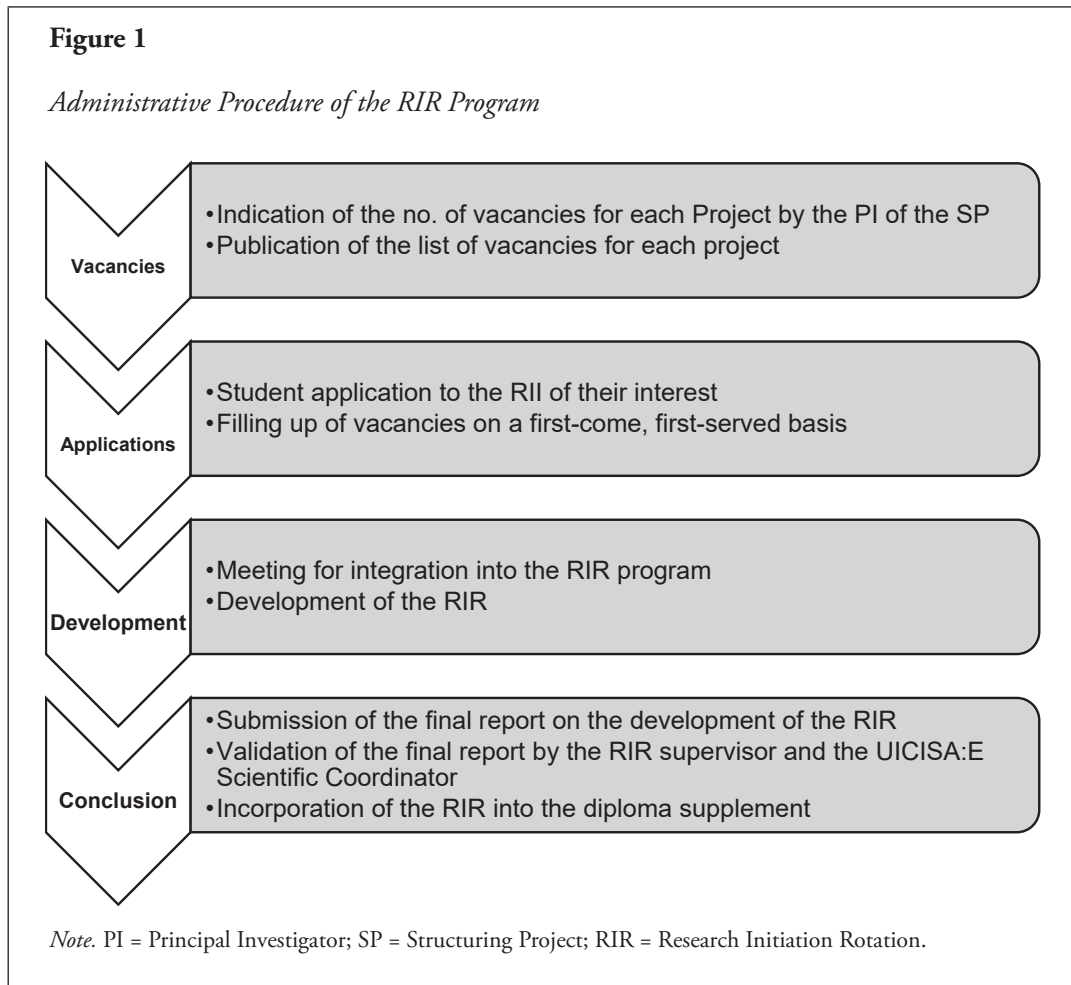 Figure 1
Administrative Procedure of the RIR Program
Vacancies
•Indication of the no. of vacancies for each Project by the PI of the SP
•Publication of the list of vacancies for each project
Applications
•Student application to the RII of their interest
•Filling up of vacancies on a first-come, first-served basis
Development
•Meeting for integration into the RIR program
•Development of the RIR
Conclusion
•Submission of the final report on the development of the RIR
•Validation of the final report by the RIR supervisor and the UICISA:E
Scientific Coordinator
•Incorporation of the RIR into the diploma supplement
Note. PI = Principal Investigator; SP = Structuring Project; RIR = Research Initiation Rotation.